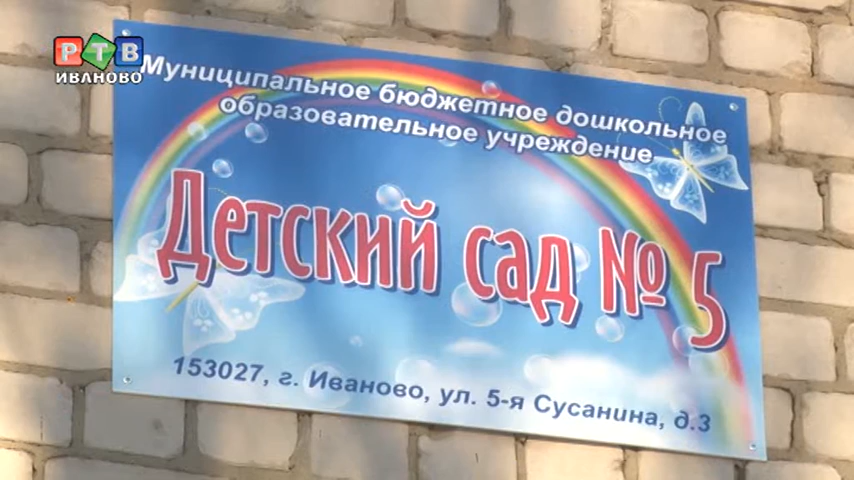 РТВ
ИВАНОВО
Муниципальное бюджетное дошкольное
образовательное учреждение
Детский сад № 5
153027, г. Иваново, ул. 5-я Сусанина, д.3